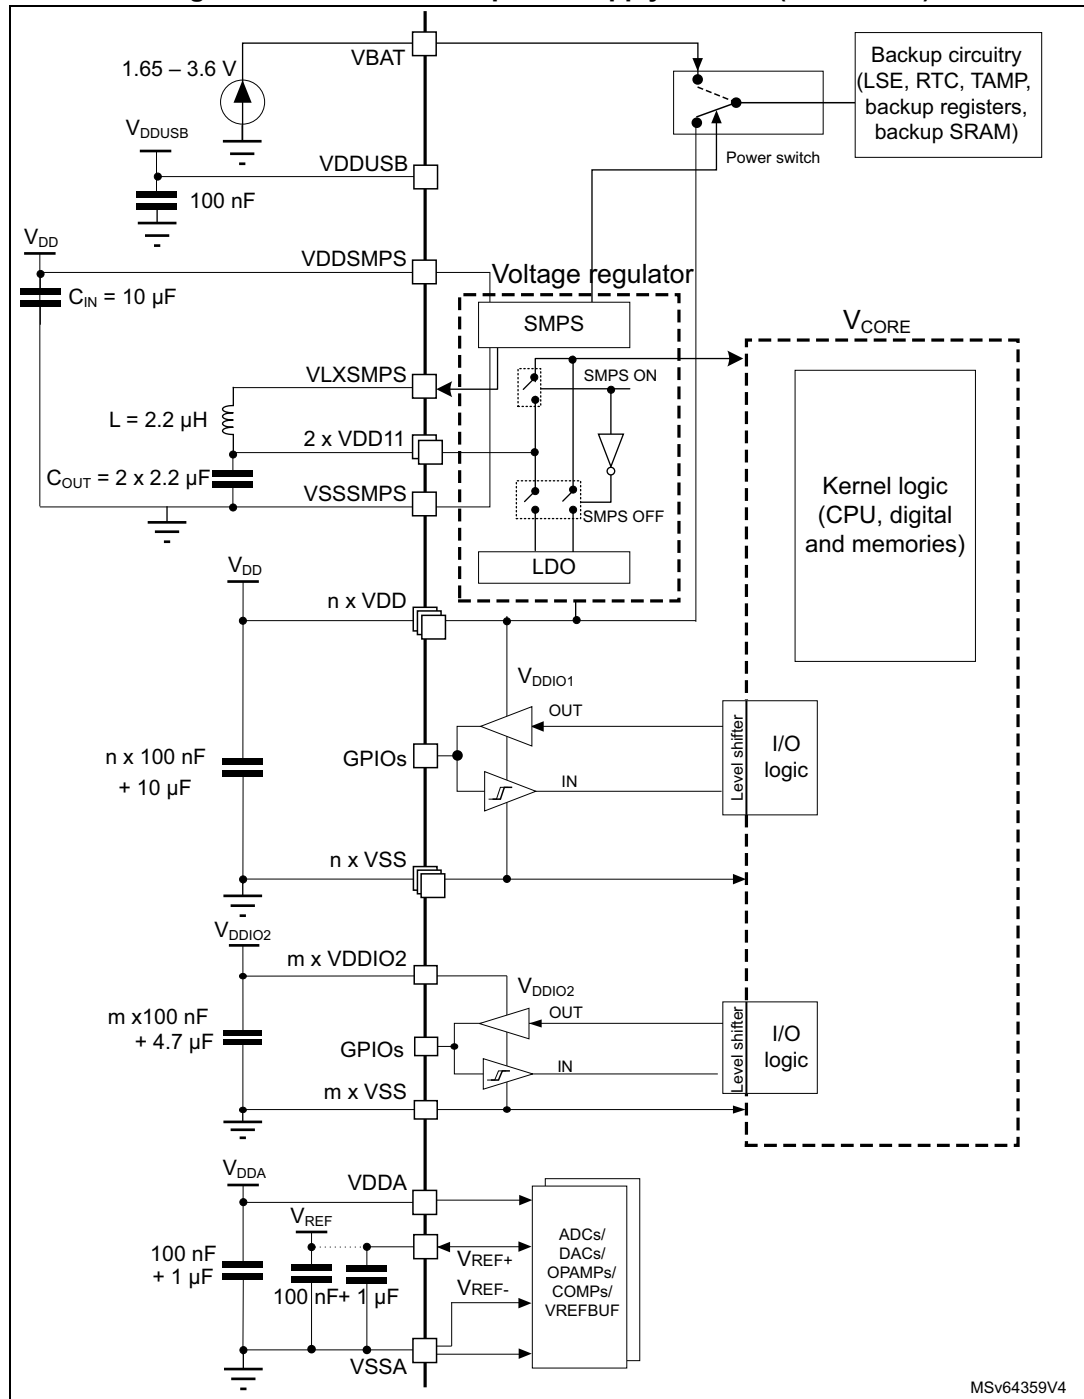 VBAT
1.65 – 3.6 V
Backup circuitry
(LSE, RTC, TAMP,
backup registers,
backup SRAM)
Power switch
VDDUSB
VDDUSB
100 nF
VDD
VDDSMPS
CIN = 10 µF
Voltage regulator
SMPS
VCORE
VLXSMPS
SMPS ON
L = 2.2 µH
2 x VDD11
COUT = 2 x 2.2 µF
VSSSMPS
SMPS OFF
LDO
Kernel logic
(CPU, digital
and memories)
VDD
n x VDD
VDDIO1
OUT
GPIOs
IN
n x 100 nF
+ 10 µF
Level shifter
I/O
logic
n x VSS
VDDIO2
m x VDDIO2
VDDIO2
OUT
m x100 nF
+ 4.7 µF
GPIOs
IN
Level shifter
I/O
logic
m x VSS
VDDA
VDDA
VREF
VREF+
100 nF
+ 1 µF
100 nF+ 1 µF
VREF-
ADCs/
DACs/
OPAMPs/
COMPs/
VREFBUF
VSSA
MSv64359V4